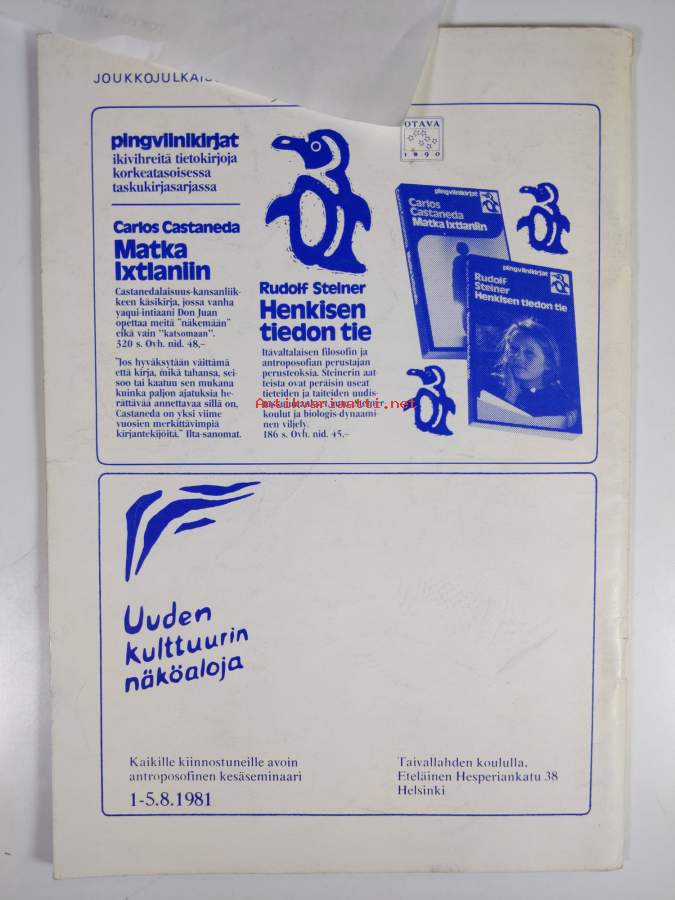 JOUKKOJULKAISU
pingviinikirjat
ikivihreitä tietokirjoja
korkeatasoisessa
taskukirjasarjassa
Carlos Castaneda
Matka
Ixtlaniin
Castanedalaisuus-kansanliik-
keen käsikirja, jossa vanha
yaqui-intiaani Don Juan
opettaa meitä "näkemään"
eikä vain "katsomaan".
320 s. Ovh. nid. 48,–
"Jos hyväksytään väittämä
että kirja, mikä tahansa, sei-
soo tai kaatuu sen mukana
kuinka paljon ajatuksia he-
rättävää annettavaa sillä on,
Castaneda on yksi viime
vuosien merkittävimpiä
kirjantekijöitä." Ilta-sanomat.
Rudolf Steiner
Henkisen
tiedon tie
Itävaltalaisen filosofin ja
antroposofian perustajan
perusteoksia. Steinerin aat-
teista ovat peräisin useat
tieteiden ja taiteiden uudis-
koulut ja biologis-dynaami-
nen viljely.
186 s. Ovh. nid. 45.–
OTAVA
1890
pingviinikirjat
Carlos
Castaneda
Matka Ixtlaniin
pingviinikirjat
Rudolf
Steiner
Henkisen tiedon tie
Antikvariaatti.net
Uuden
kulttuurin
näköaloja
Kaikille kiinnostuneille avoin
antroposofinen kesäseminaari
1-5.8.1981
Taivallahden koululla,
Eteläinen Hesperiankatu 38
Helsinki